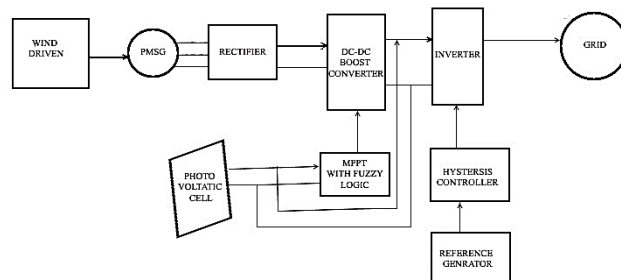 WIND
DRIVEN
PMSG
RECTIFIER
DC-DC
BOOST
CONVERTER
INVERTER
GRID
PHOTO
VOLTATIC
CELL
MPPT
WITH FUZZY
LOGIC
HYSTERSIS
CONTROLLER
REFERENCE
GENRATOR